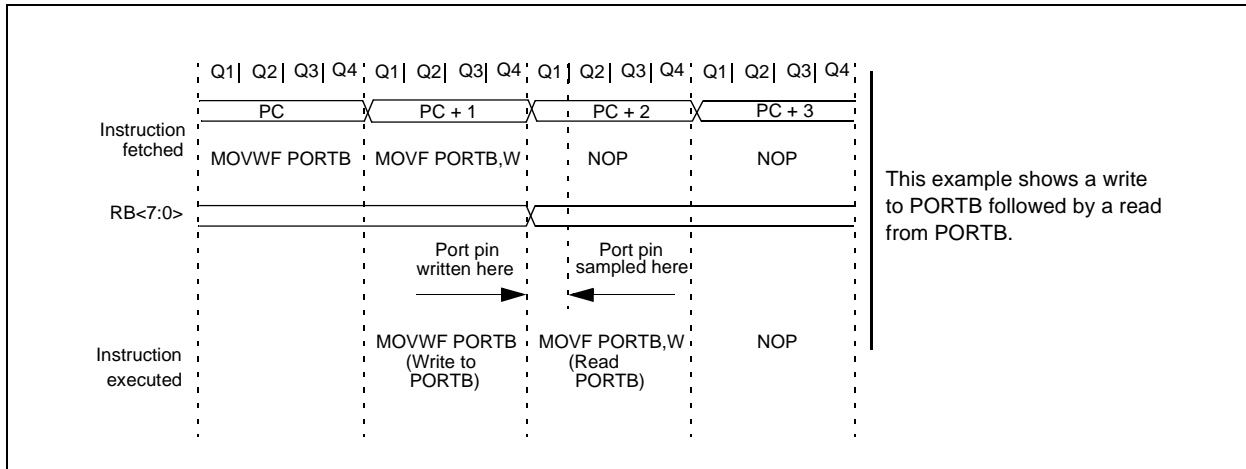 Q1| Q2| Q3| Q4 Q1| Q2| Q3| Q4 Q1| Q2| Q3| Q4 Q1| Q2| Q3| Q4
PC PC + 1 PC + 2 PC + 3
Instruction
fetched
MOVWF PORTB MOVF PORTB,W NOP NOP
RB<7:0>
This example shows a write
to PORTB followed by a read
from PORTB.
Port pin
written here
Port pin
sampled here
Instruction
executed
MOVWF PORTB
(Write to
PORTB)
MOVF PORTB,W
(Read
PORTB)
NOP